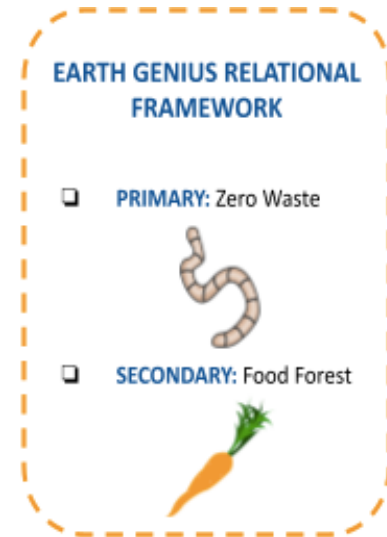 EARTH GENIUS RELATIONAL
FRAMEWORK
❑ PRIMARY: Zero Waste
❑ SECONDARY: Food Forest